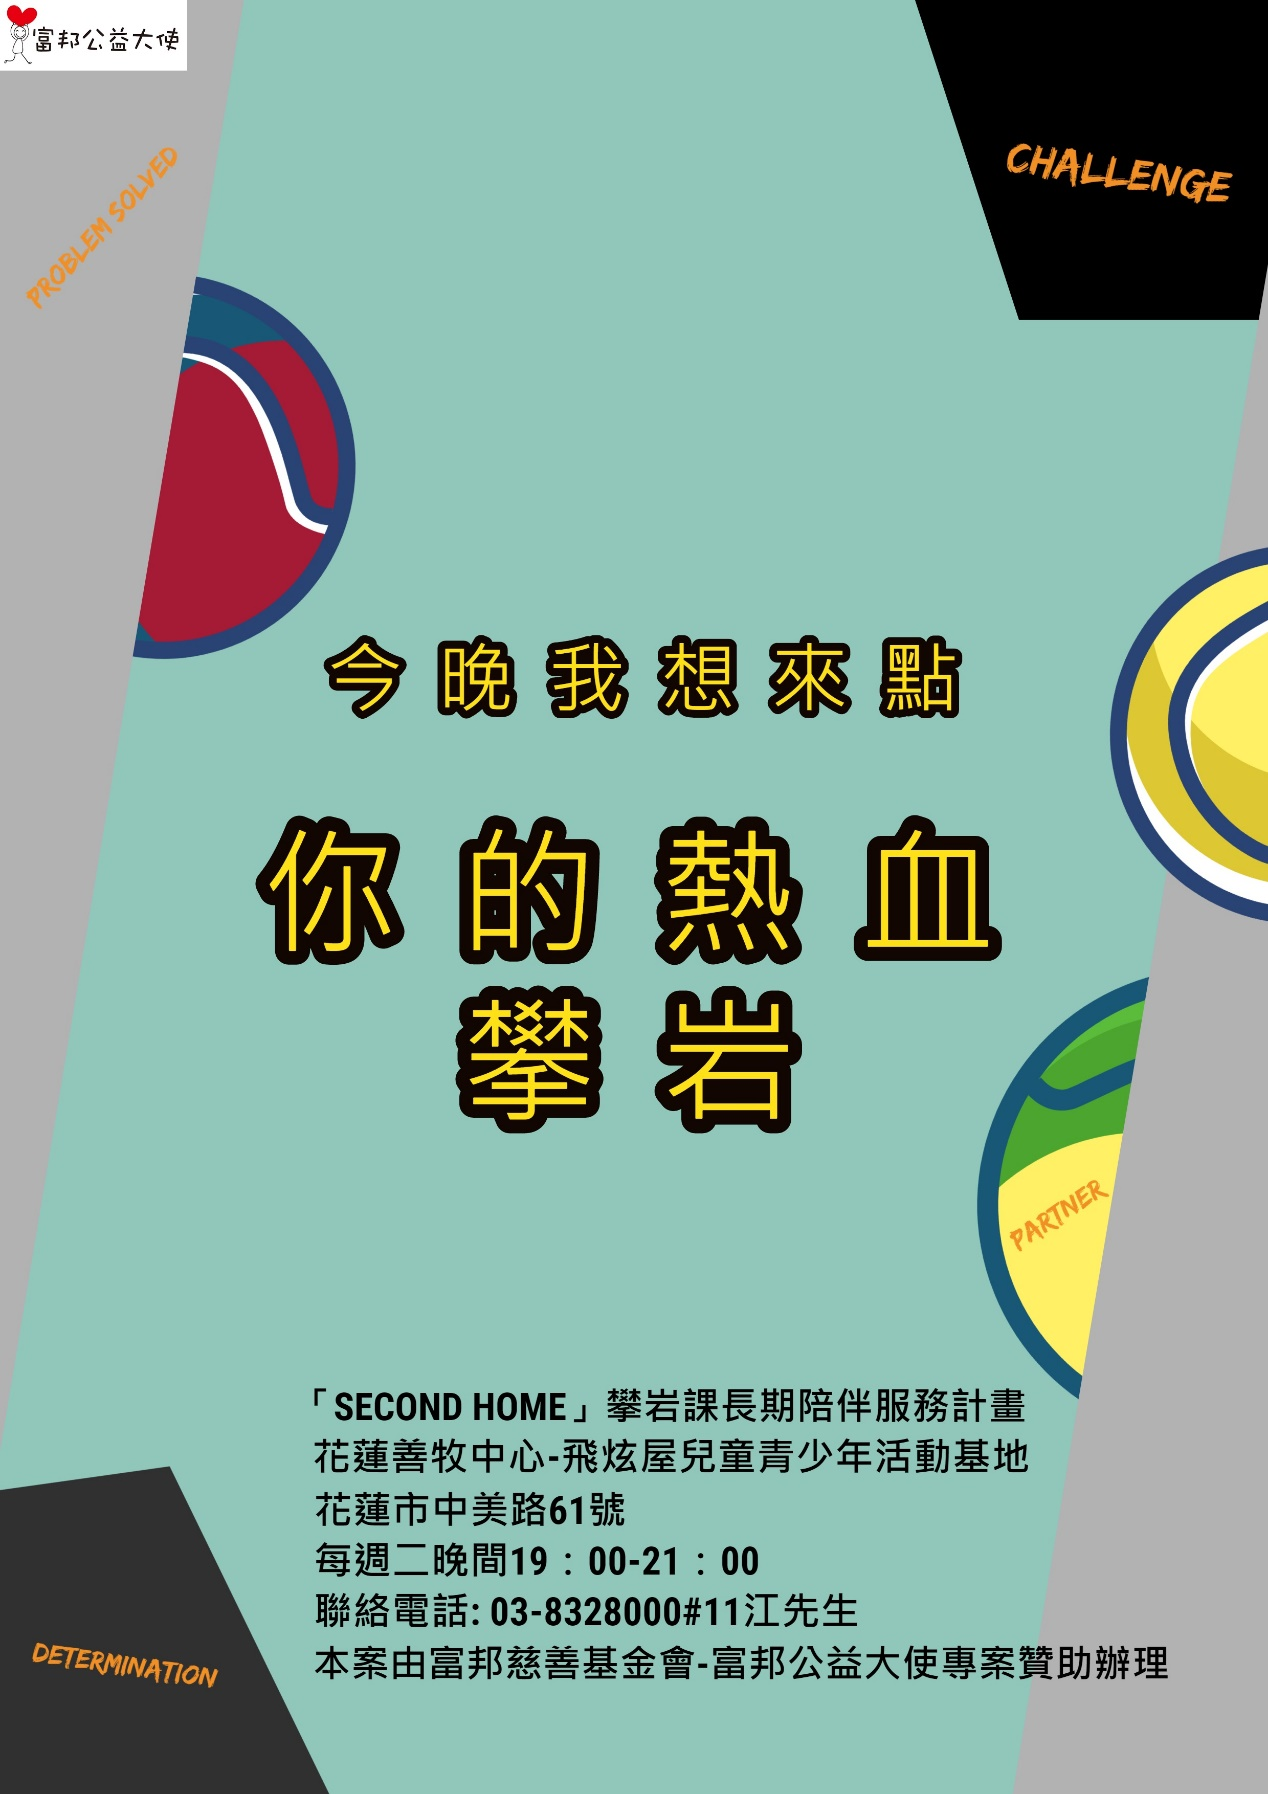 富邦公益大使
PROBLEM SOLVED
CHALLENGE
今晚我想來點
你的熱血
攀岩
PARTNER
「SECOND HOME」攀岩課長期陪伴服務計畫
花蓮善牧中心-飛炫屋兒童青少年活動基地
花蓮市中美路61號
每週二晚間19：00-21：00
聯絡電話: 03-8328000#11江先生
本案由富邦慈善基金會-富邦公益大使專案贊助辦理
DETERMINATION